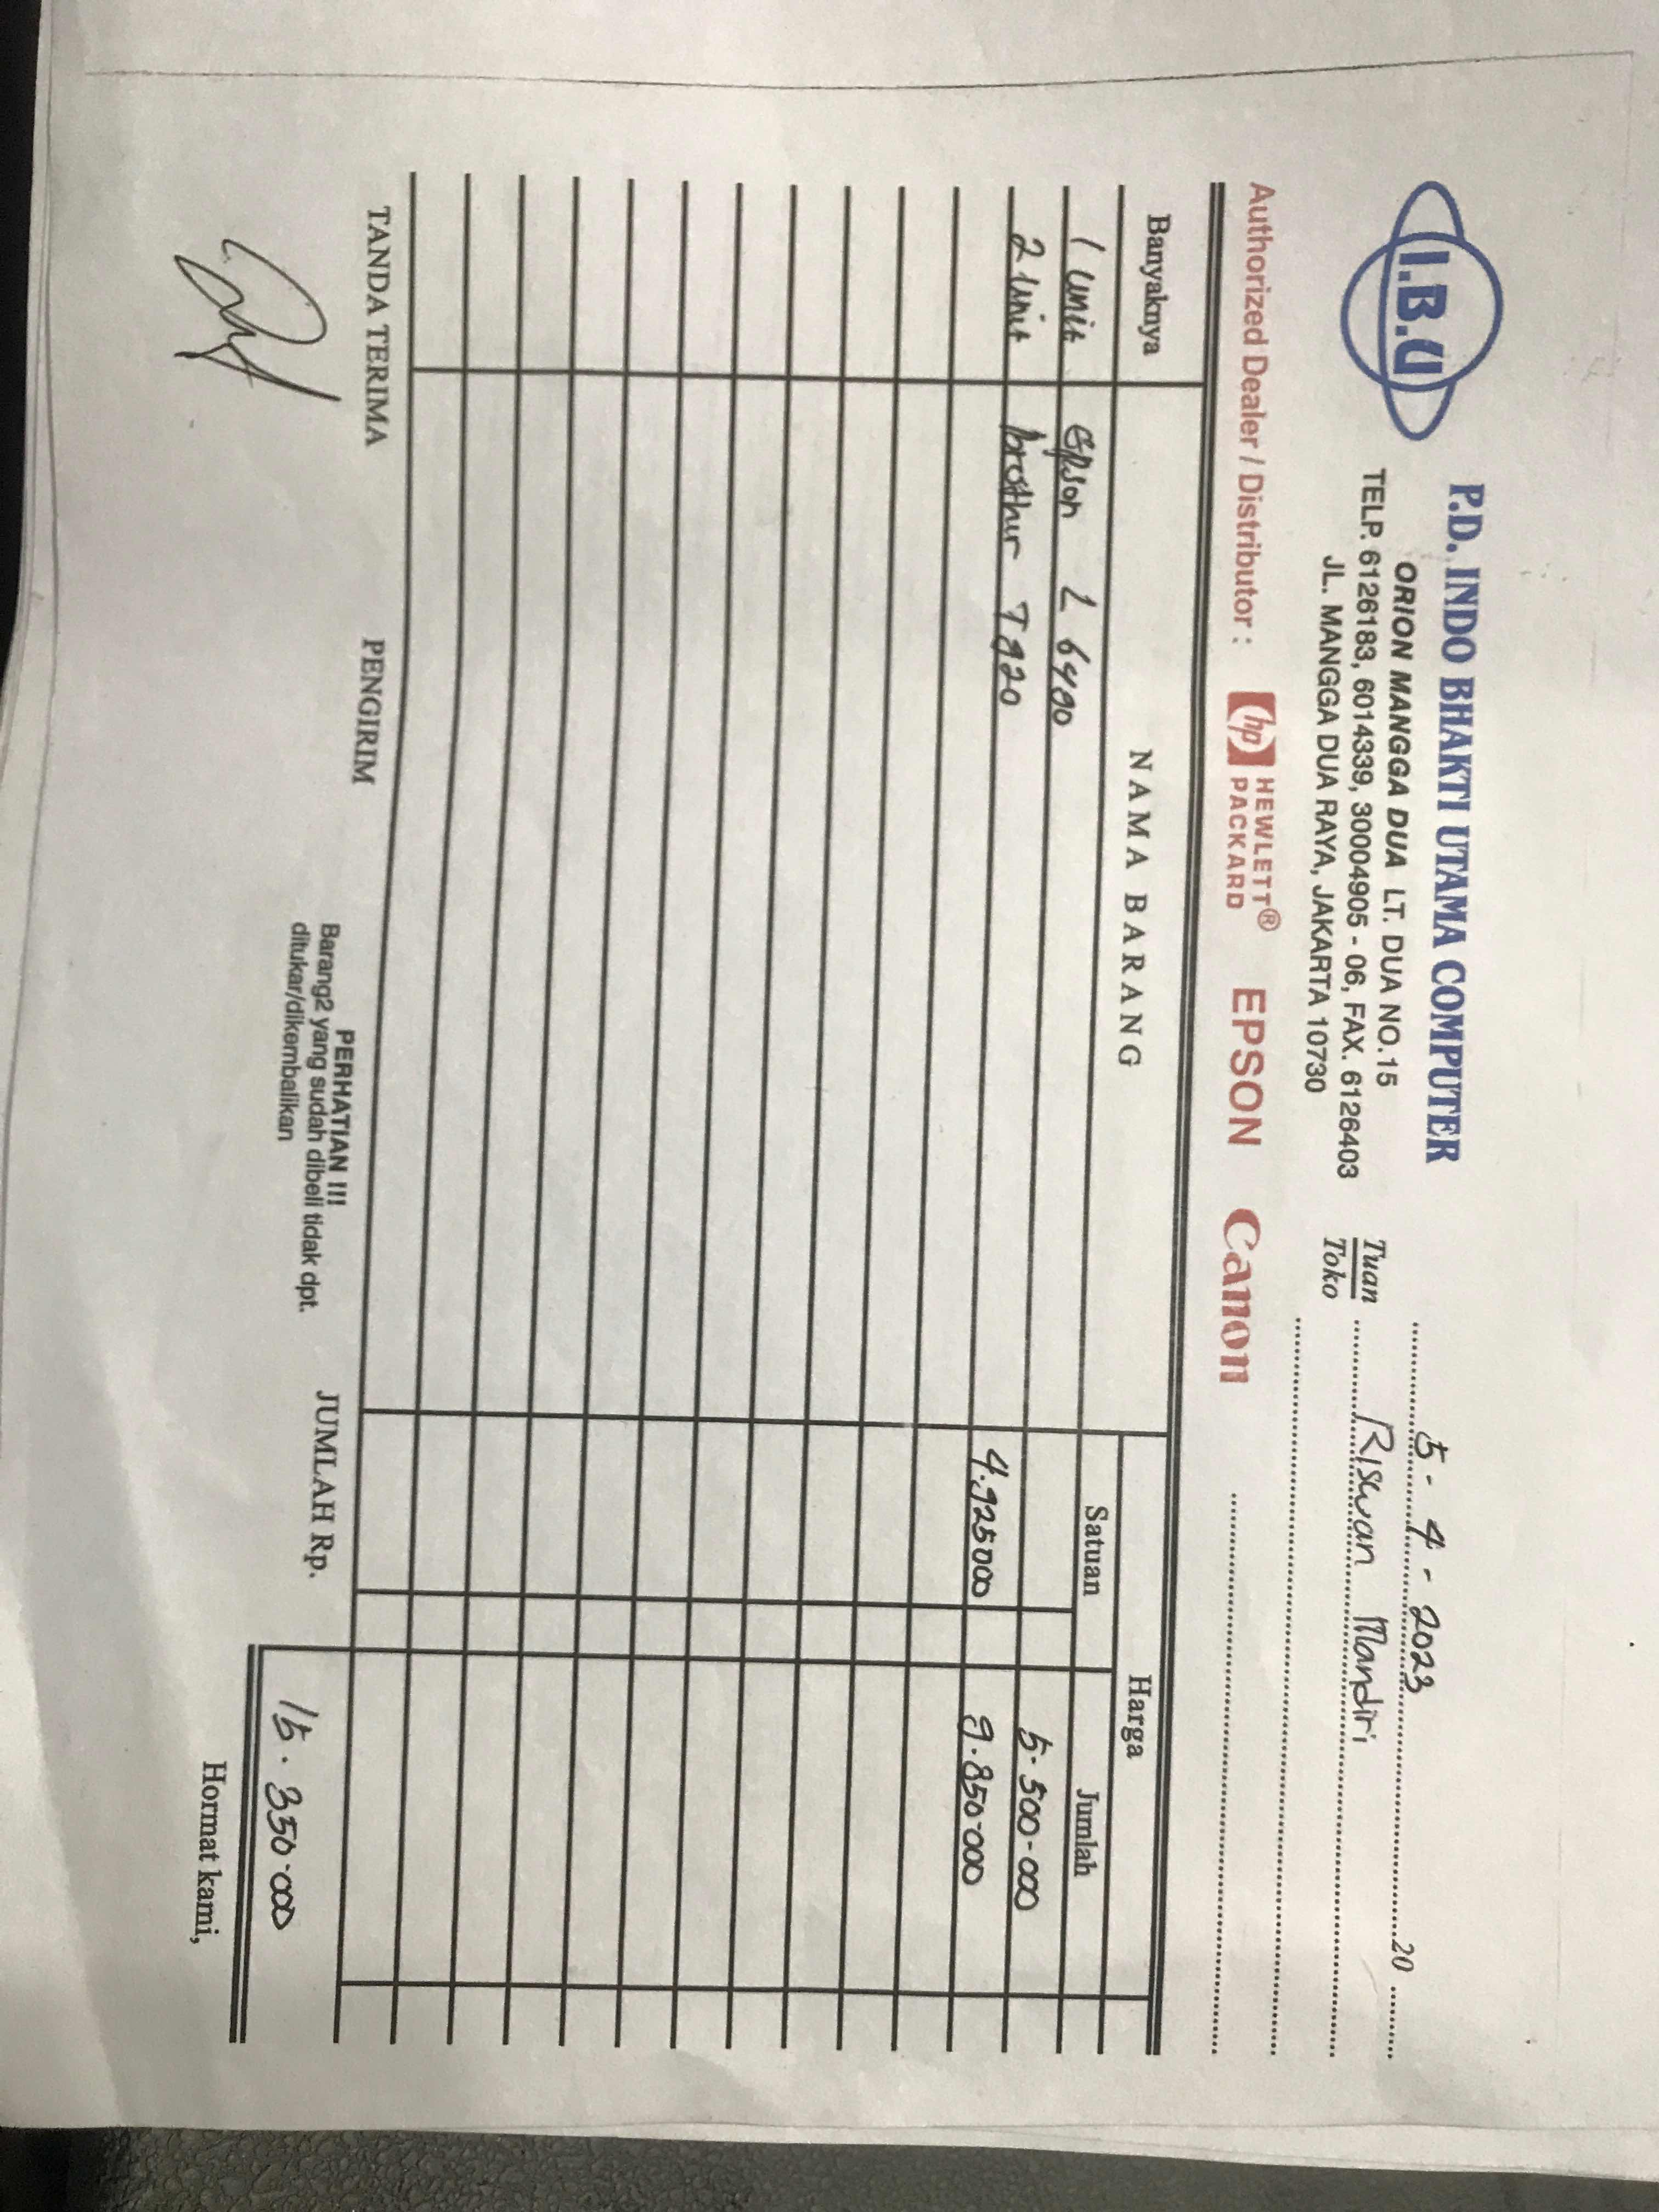 I.B.U
P.D. INDO BHAKTI UTAMA COMPUTER
ORION MANGGA DUA LT. DUA NO.15
TELP. 6126183, 6014339, 30004905 - 06, FAX. 6126403
JL. MANGGA DUA RAYA, JAKARTA 10730
5 - 4 - 2023 20
Tuan
Toko
Riswan Mandiri
Authorized Dealer / Distributor : hp HEWLETT® PACKARD EPSON Canon
Banyaknya NAMA BARANG Harga
Satuan Jumlah
1 unit epson L 6490 5.500.000
2 unit brother T920 4.925000 9.850.000
TANDA TERIMA PENGIRIM
PERHATIAN !!!
Barang2 yang sudah dibeli tidak dpt.
ditukar/dikembalikan
JUMLAH Rp. 15.350.000
Hormat kami,